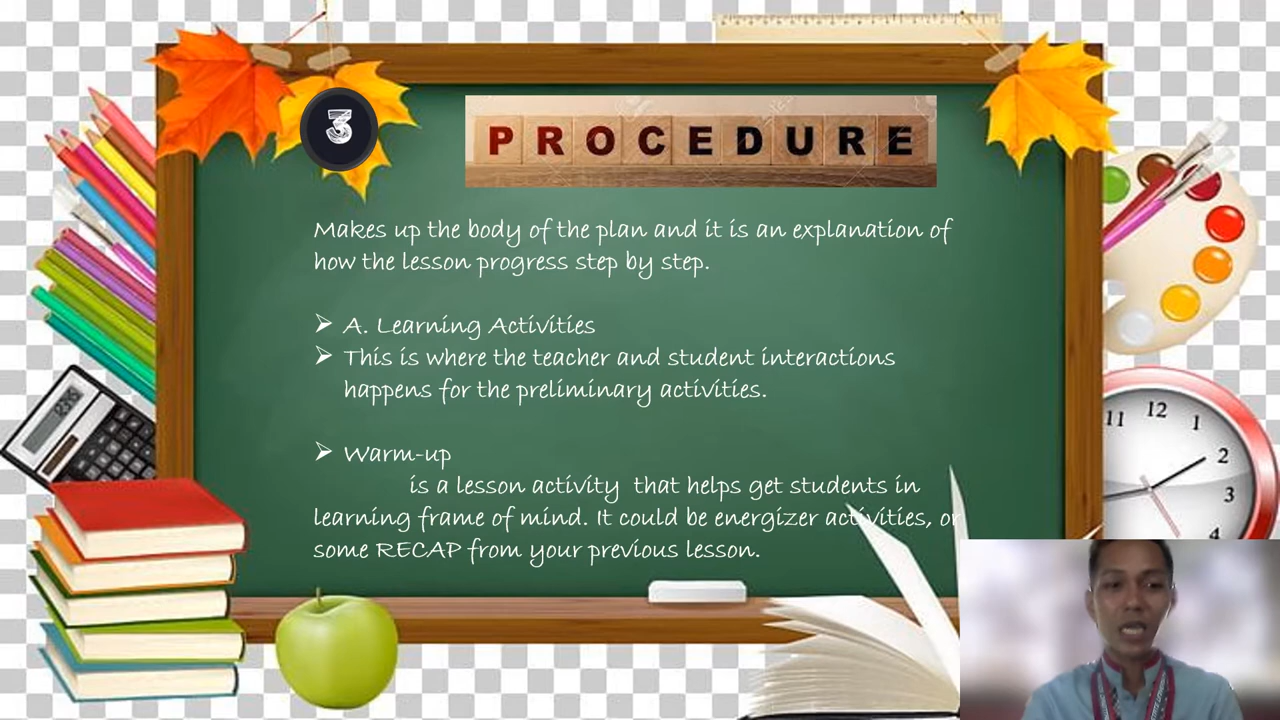 3
PROCEDURE
Makes up the body of the plan and it is an explanation of
how the lesson progress step by step.
➢ A. Learning Activities
➢ This is where the teacher and student interactions
happens for the preliminary activities.
➢ Warm-up
is a lesson activity that helps get students in
learning frame of mind. It could be energizer activities, or
some RECAP from your previous lesson.
11 12 1
2
3
4